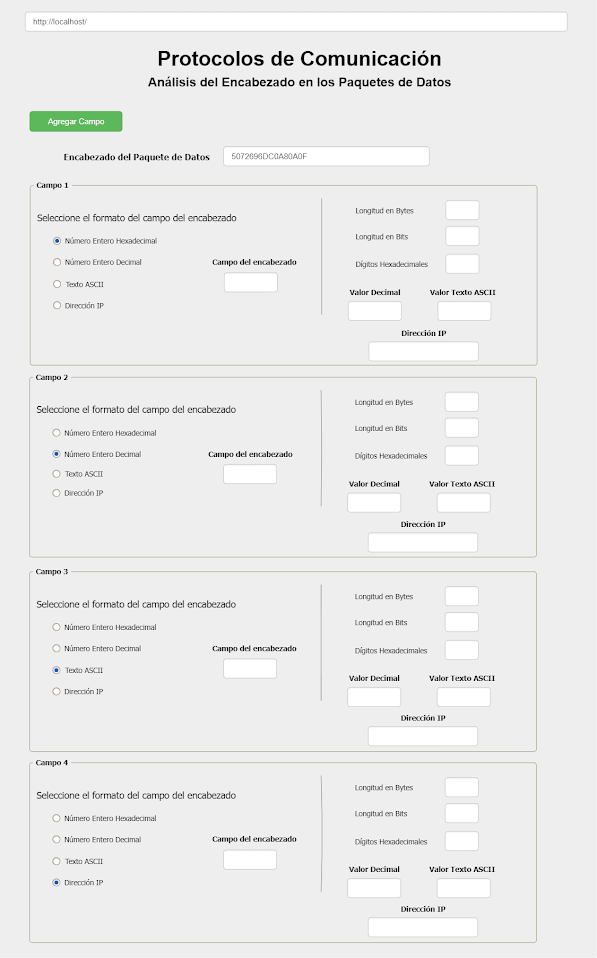 http://localhost/
Protocolos de Comunicación
Análisis del Encabezado en los Paquetes de Datos
Agregar Campo
Encabezado del Paquete de Datos 5072696DC0A80A0F
Campo 1
Seleccione el formato del campo del encabezado
Número Entero Hexadecimal
Número Entero Decimal
Texto ASCII
Dirección IP
Campo del encabezado
Longitud en Bytes
Longitud en Bits
Dígitos Hexadecimales
Valor Decimal Valor Texto ASCII
Dirección IP
Campo 2
Seleccione el formato del campo del encabezado
Número Entero Hexadecimal
Número Entero Decimal
Texto ASCII
Dirección IP
Campo del encabezado
Longitud en Bytes
Longitud en Bits
Dígitos Hexadecimales
Valor Decimal Valor Texto ASCII
Dirección IP
Campo 3
Seleccione el formato del campo del encabezado
Número Entero Hexadecimal
Número Entero Decimal
Texto ASCII
Dirección IP
Campo del encabezado
Longitud en Bytes
Longitud en Bits
Dígitos Hexadecimales
Valor Decimal Valor Texto ASCII
Dirección IP
Campo 4
Seleccione el formato del campo del encabezado
Número Entero Hexadecimal
Número Entero Decimal
Texto ASCII
Dirección IP
Campo del encabezado
Longitud en Bytes
Longitud en Bits
Dígitos Hexadecimales
Valor Decimal Valor Texto ASCII
Dirección IP